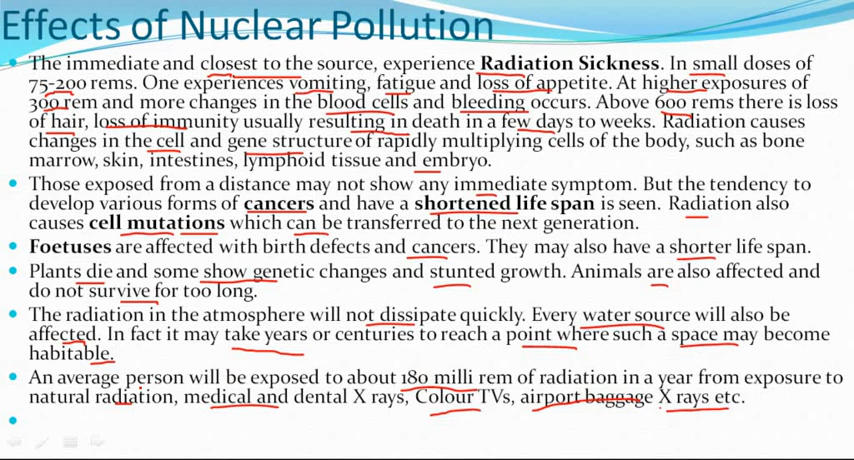 Effects of Nuclear Pollution
• The immediate and closest to the source, experience Radiation Sickness. In small doses of
75-200 rems. One experiences vomiting, fatigue and loss of appetite. At higher exposures of
300 rem and more changes in the blood cells and bleeding occurs. Above 600 rems there is loss
of hair, loss of immunity usually resulting in death in a few days to weeks. Radiation causes
changes in the cell and gene structure of rapidly multiplying cells of the body, such as bone
marrow, skin, intestines, lymphoid tissue and embryo.
• Those exposed from a distance may not show any immediate symptom. But the tendency to
develop various forms of cancers and have a shortened life span is seen. Radiation also
causes cell mutations which can be transferred to the next generation.
• Foetuses are affected with birth defects and cancers. They may also have a shorter life span.
• Plants die and some show genetic changes and stunted growth. Animals are also affected and
do not survive for too long.
• The radiation in the atmosphere will not dissipate quickly. Every water source will also be
affected. In fact it may take years or centuries to reach a point where such a space may become
habitable.
• An average person will be exposed to about 180 milli rem of radiation in a year from exposure to
natural radiation, medical and dental X rays, Colour TVs, airport baggage X rays etc.
•